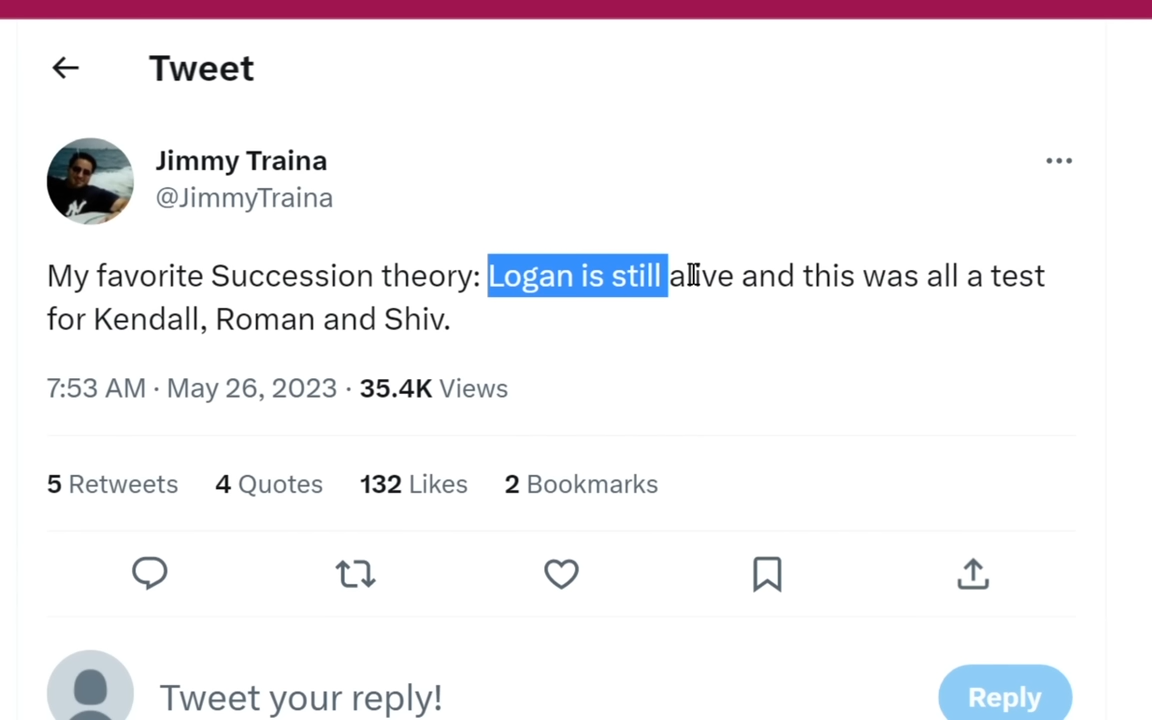 Tweet
Jimmy Traina
@JimmyTraina
My favorite Succession theory: Logan is still alive and this was all a test
for Kendall, Roman and Shiv.
7:53 AM · May 26, 2023 · 35.4K Views
5 Retweets 4 Quotes 132 Likes 2 Bookmarks
Tweet your reply!
Reply